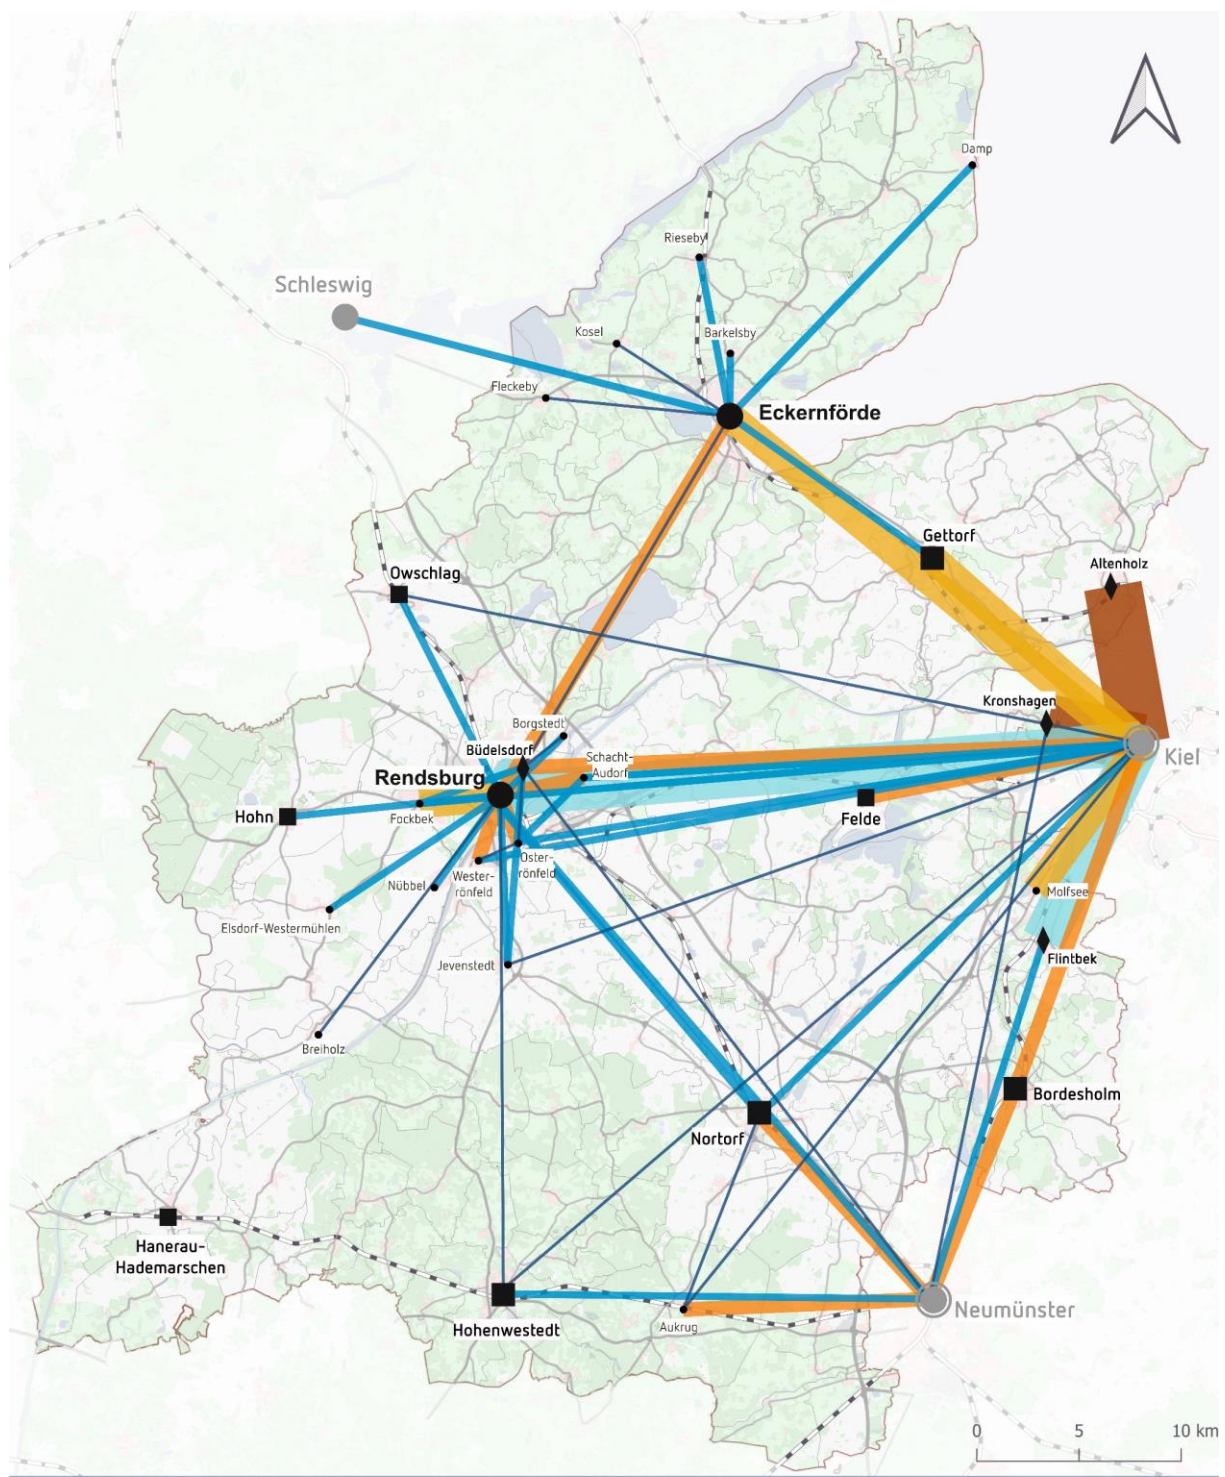 Damp
Rieseby
Schleswig
Kosel
Barkelsby
Fleckeby
Eckernförde
Gettorf
Altenholz
Owschlag
Kronshagen
Borgstedt
Büdelsdorf
Schacht-
Audorf
Kiel
Rendsburg
Hohn
Fockbek
Felde
Oster-
rönfeld
Wester-
rönfeld
Nübbel
Molfsee
Elsdorf-Westermühlen
Jevenstedt
Flintbek
Breiholz
Bordesholm
Nortorf
Hanerau-
Hademarschen
Neumünster
Hohenwestedt
Aukrug
0 5 10 km